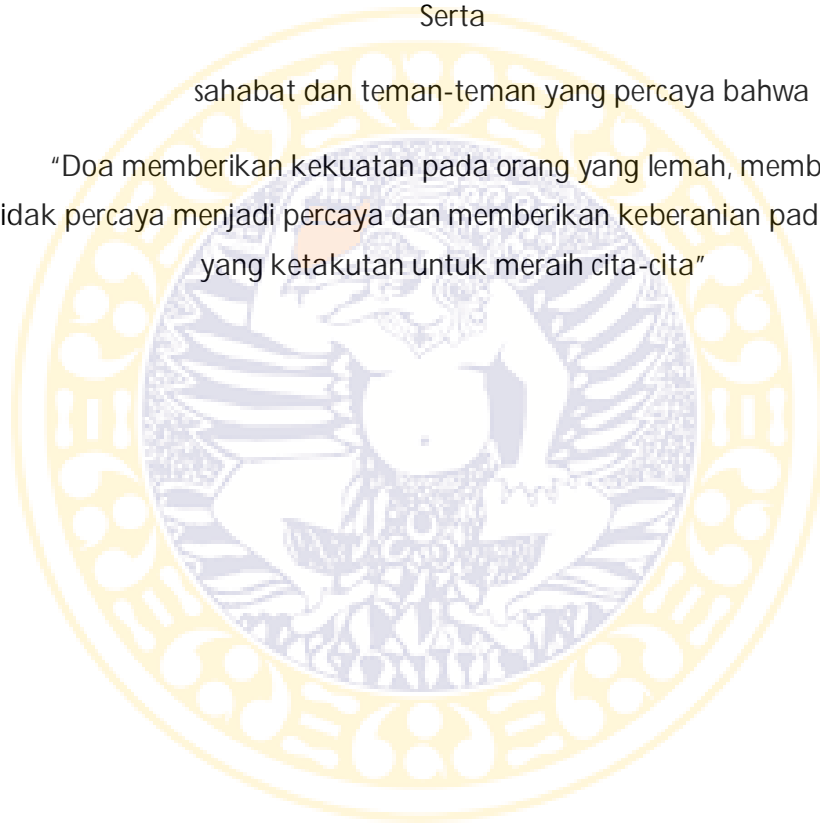 Serta
sahabat dan teman-teman yang percaya bahwa
“Doa memberikan kekuatan pada orang yang lemah, memb
idak percaya menjadi percaya dan memberikan keberanian pad
yang ketakutan untuk meraih cita-cita”